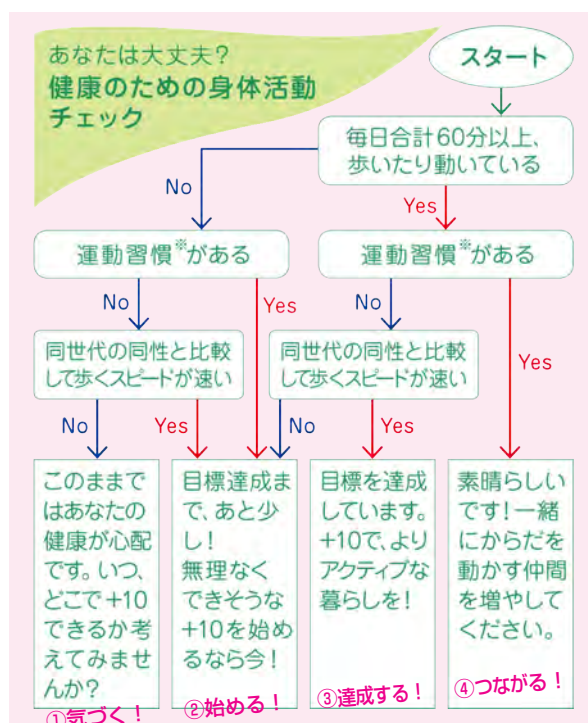 あなたは大丈夫?
健康のための身体活動
チェック
スタート
毎日合計60分以上、
歩いたり動いている
No
Yes
運動習慣※がある
運動習慣※がある
No
Yes
No
Yes
同世代の同性と比較
して歩くスピードが速い
同世代の同性と比較
して歩くスピードが速い
No
Yes
No
Yes
このままで
はあなたの
健康が心配
です。いつ、
どこで+10
できるか考
えてみませ
んか?
①気づく!
目標達成ま
で、あと少
し!
無理なく
できそうな
+10を始め
るなら今!
②始める!
目標を達成
しています。
+10で、より
アクティブな
暮らしを!
③達成する!
素晴らしい
です!一緒
にからだを
動かす仲間
を増やして
ください。
④つながる!